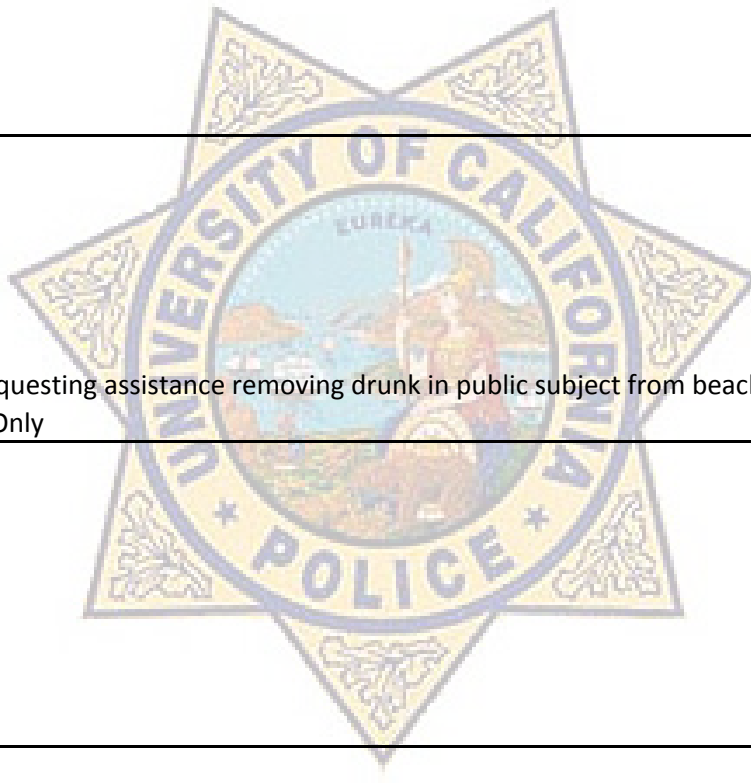 UNIVERSITY OF CALIFORNIA
EUREKA
questing assistance removing drunk in public subject from beach
Only
POLICE